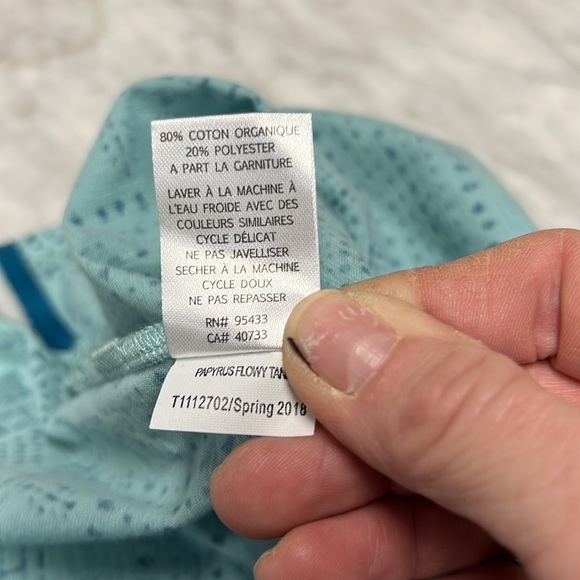 80% COTON ORGANIQUE
20% POLYESTER
A PART LA GARNITURE
LAVER À LA MACHINE À
L'EAU FROIDE AVEC DES
COULEURS SIMILAIRES
CYCLE DÉLICAT
NE PAS JAVELLISER
SECHER À LA MACHINE
CYCLE DOUX
NE PAS REPASSER
RN# 95433
CA# 40733
PAPYRUS FLOWY
T1112702/Spring 2018